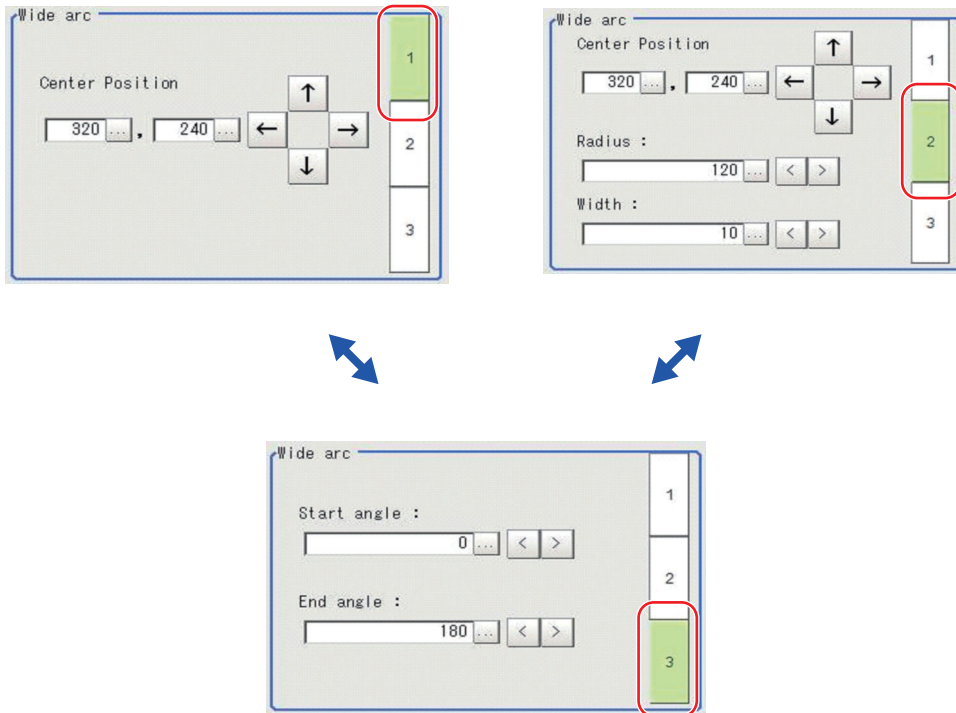 Wide arc
1
Center Position
320 ... , 240 ... ← ↑ → ↓
2
3
Wide arc
Center Position
1
320 ... , 240 ... ← ↑ → ↓
Radius :
2
120 ... < >
Width :
3
10 ... < >
Wide arc
1
Start angle :
0 ... < >
2
End angle :
180 ... < >
3